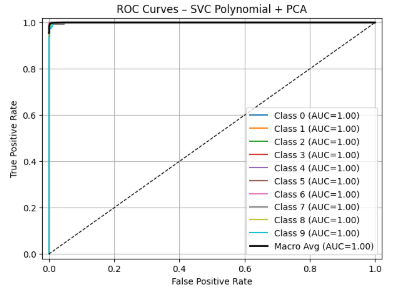 ROC Curves – SVC Polynomial + PCA
True Positive Rate
1.0
0.8
0.6
0.4
0.2
0.0
Class 0 (AUC=1.00)
Class 1 (AUC=1.00)
Class 2 (AUC=1.00)
Class 3 (AUC=1.00)
Class 4 (AUC=1.00)
Class 5 (AUC=1.00)
Class 6 (AUC=1.00)
Class 7 (AUC=1.00)
Class 8 (AUC=1.00)
Class 9 (AUC=1.00)
Macro Avg (AUC=1.00)
0.0 0.2 0.4 0.6 0.8 1.0
False Positive Rate